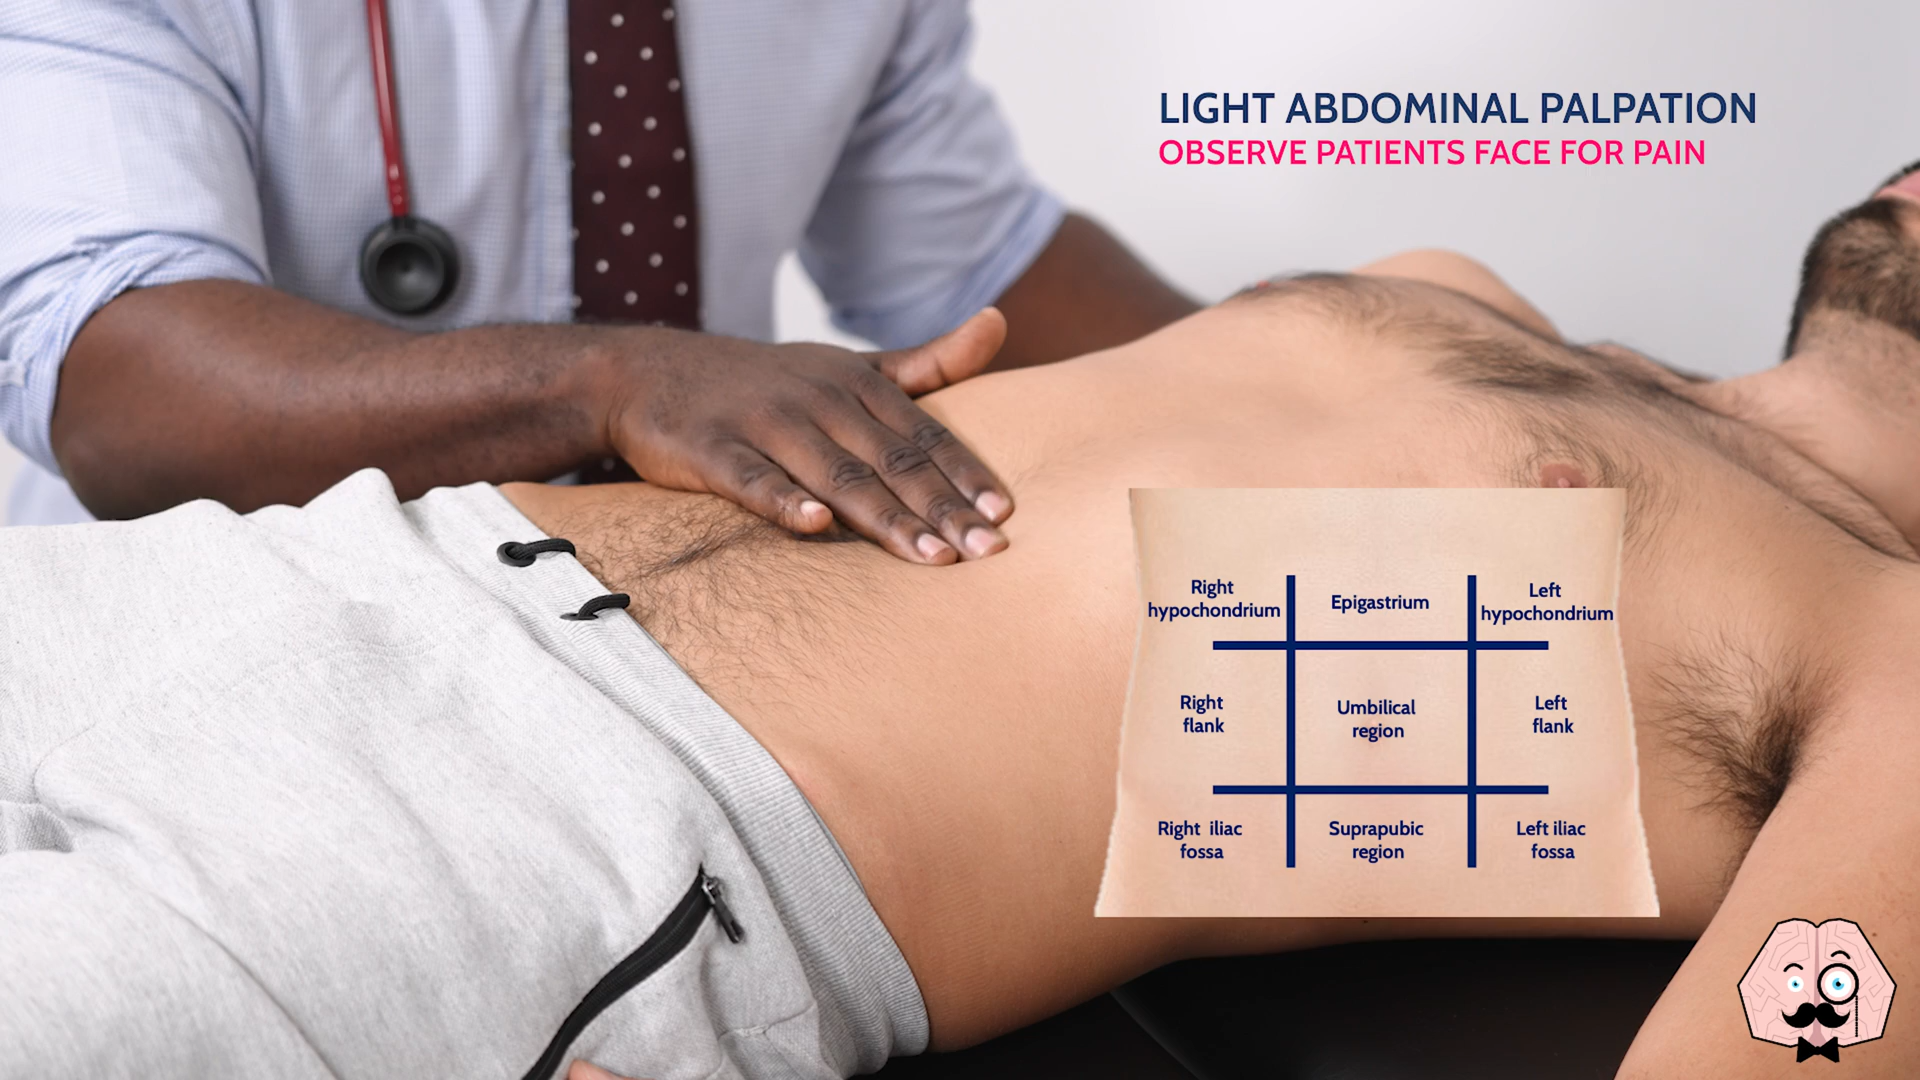 LIGHT ABDOMINAL PALPATION
OBSERVE PATIENTS FACE FOR PAIN
Right
hypochondrium
Epigastrium
Left
hypochondrium
Right
flank
Umbilical
region
Left
flank
Right iliac
fossa
Suprapubic
region
Left iliac
fossa